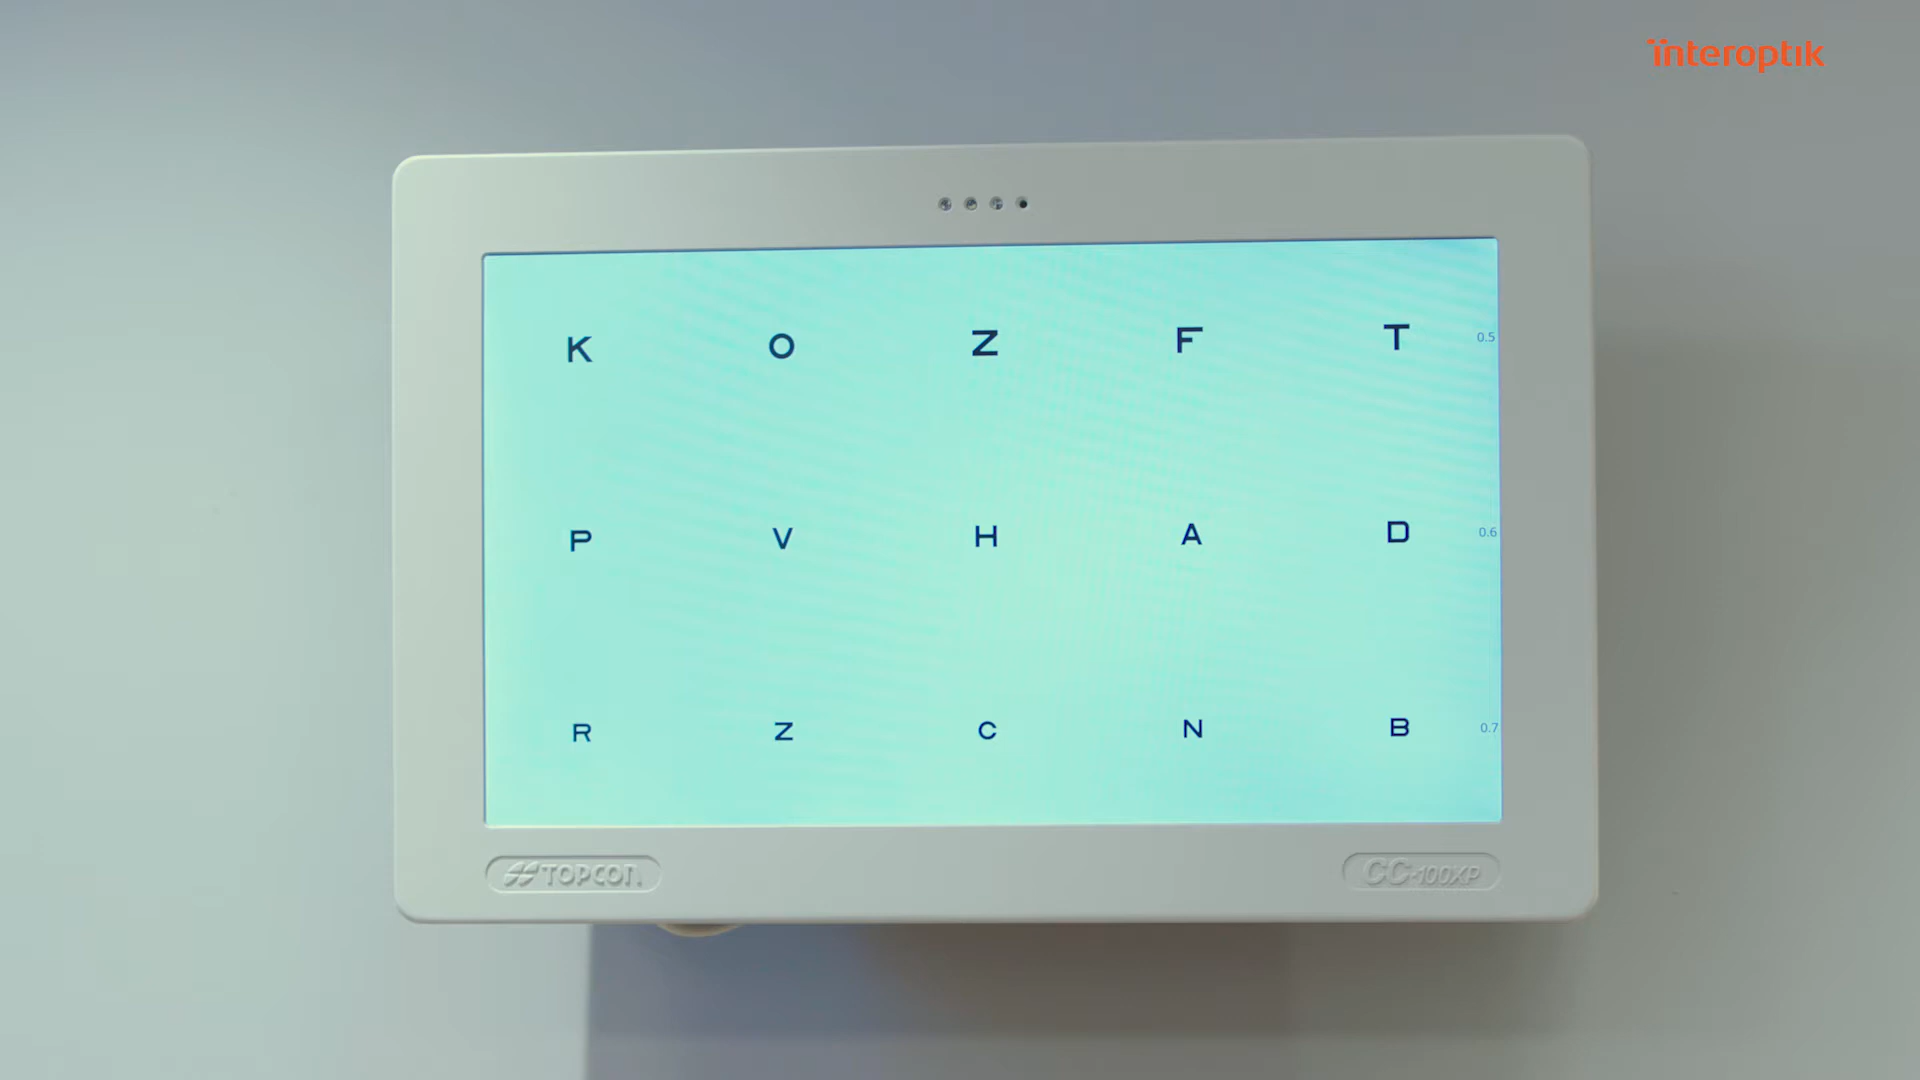 interoptik
K O Z F T 0.5
P V H A D 0.6
R Z C N B 0.7
TOPCON CC-100XP